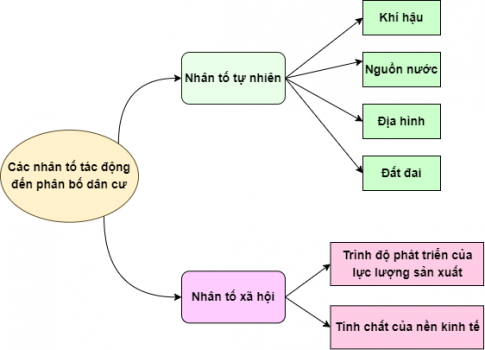 Các nhân tố tác động
đến phân bố dân cư
Nhân tố tự nhiên
Khí hậu
Nguồn nước
Địa hình
Đất đai
Nhân tố xã hội
Trình độ phát triển của
lực lượng sản xuất
Tính chất của nền kinh tế